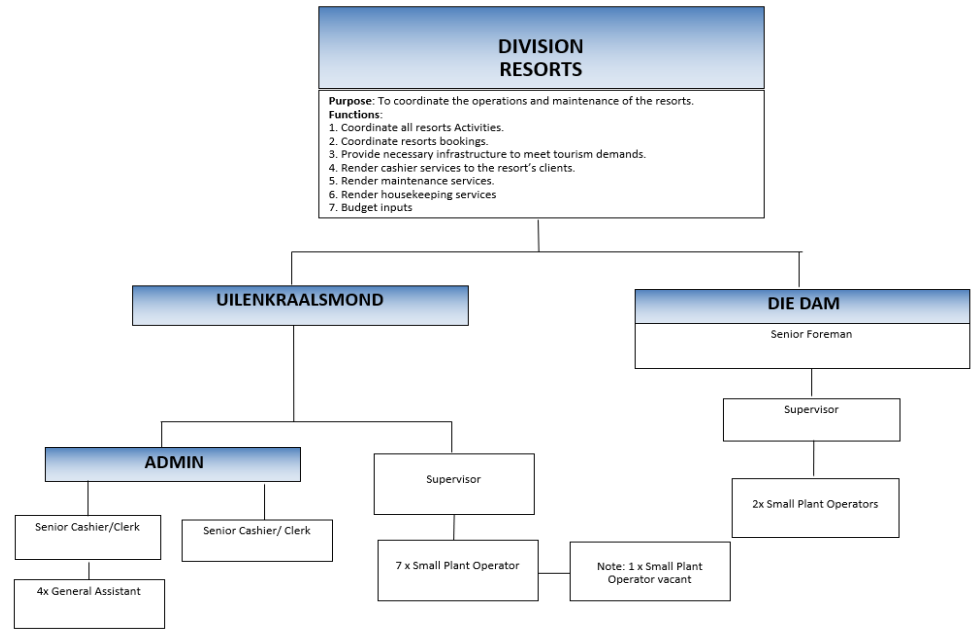 DIVISION
RESORTS
Purpose: To coordinate the operations and maintenance of the resorts.
Functions:
1. Coordinate all resorts Activities.
2. Coordinate resorts bookings.
3. Provide necessary infrastructure to meet tourism demands.
4. Render cashier services to the resort’s clients.
5. Render maintenance services.
6. Render housekeeping services
7. Budget inputs
UILENKRAALSMOND
DIE DAM
Senior Foreman
Supervisor
2x Small Plant Operators
ADMIN
Senior Cashier/Clerk
4x General Assistant
Senior Cashier/ Clerk
Supervisor
7 x Small Plant Operator
Note: 1 x Small Plant
Operator vacant